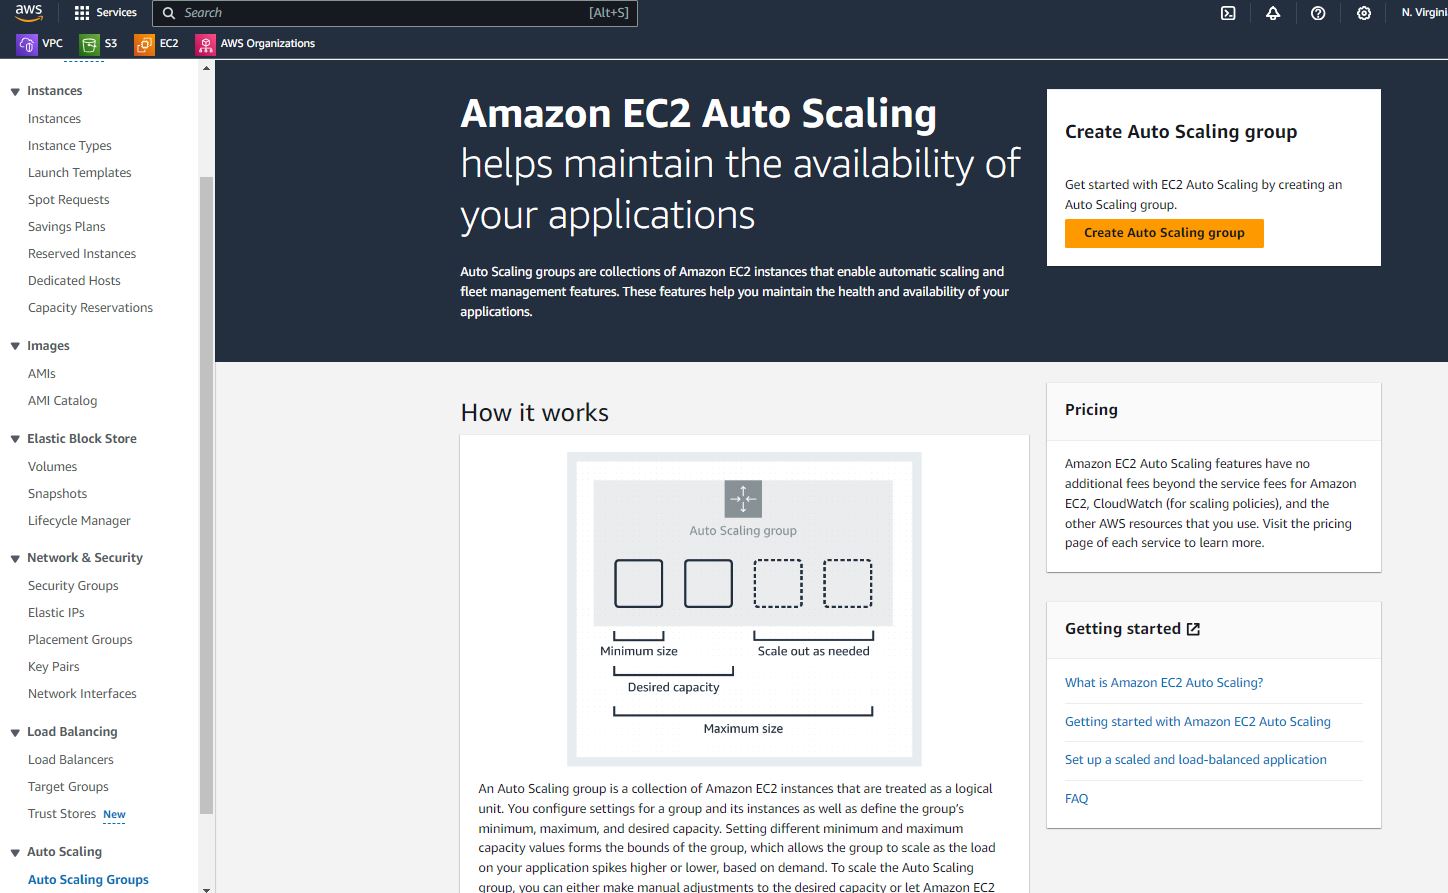 aws
Services
Search
[Alt+S]
N. Virgini
VPC
S3
EC2
AWS Organizations
Instances
Instances
Instance Types
Launch Templates
Spot Requests
Savings Plans
Reserved Instances
Dedicated Hosts
Capacity Reservations
Images
AMIs
AMI Catalog
Elastic Block Store
Volumes
Snapshots
Lifecycle Manager
Network & Security
Security Groups
Elastic IPs
Placement Groups
Key Pairs
Network Interfaces
Load Balancing
Load Balancers
Target Groups
Trust Stores New
Auto Scaling
Auto Scaling Groups
Amazon EC2 Auto Scaling
helps maintain the availability of
your applications
Auto Scaling groups are collections of Amazon EC2 instances that enable automatic scaling and
fleet management features. These features help you maintain the health and availability of your
applications.
Create Auto Scaling group
Get started with EC2 Auto Scaling by creating an
Auto Scaling group.
Create Auto Scaling group
How it works
Auto Scaling group
Minimum size
Scale out as needed
Desired capacity
Maximum size
An Auto Scaling group is a collection of Amazon EC2 instances that are treated as a logical
unit. You configure settings for a group and its instances as well as define the group's
minimum, maximum, and desired capacity. Setting different minimum and maximum
capacity values forms the bounds of the group, which allows the group to scale as the load
on your application spikes higher or lower, based on demand. To scale the Auto Scaling
group, you can either make manual adjustments to the desired capacity or let Amazon EC2
Pricing
Amazon EC2 Auto Scaling features have no
additional fees beyond the service fees for Amazon
EC2, CloudWatch (for scaling policies), and the
other AWS resources that you use. Visit the pricing
page of each service to learn more.
Getting started
What is Amazon EC2 Auto Scaling?
Getting started with Amazon EC2 Auto Scaling
Set up a scaled and load-balanced application
FAQ